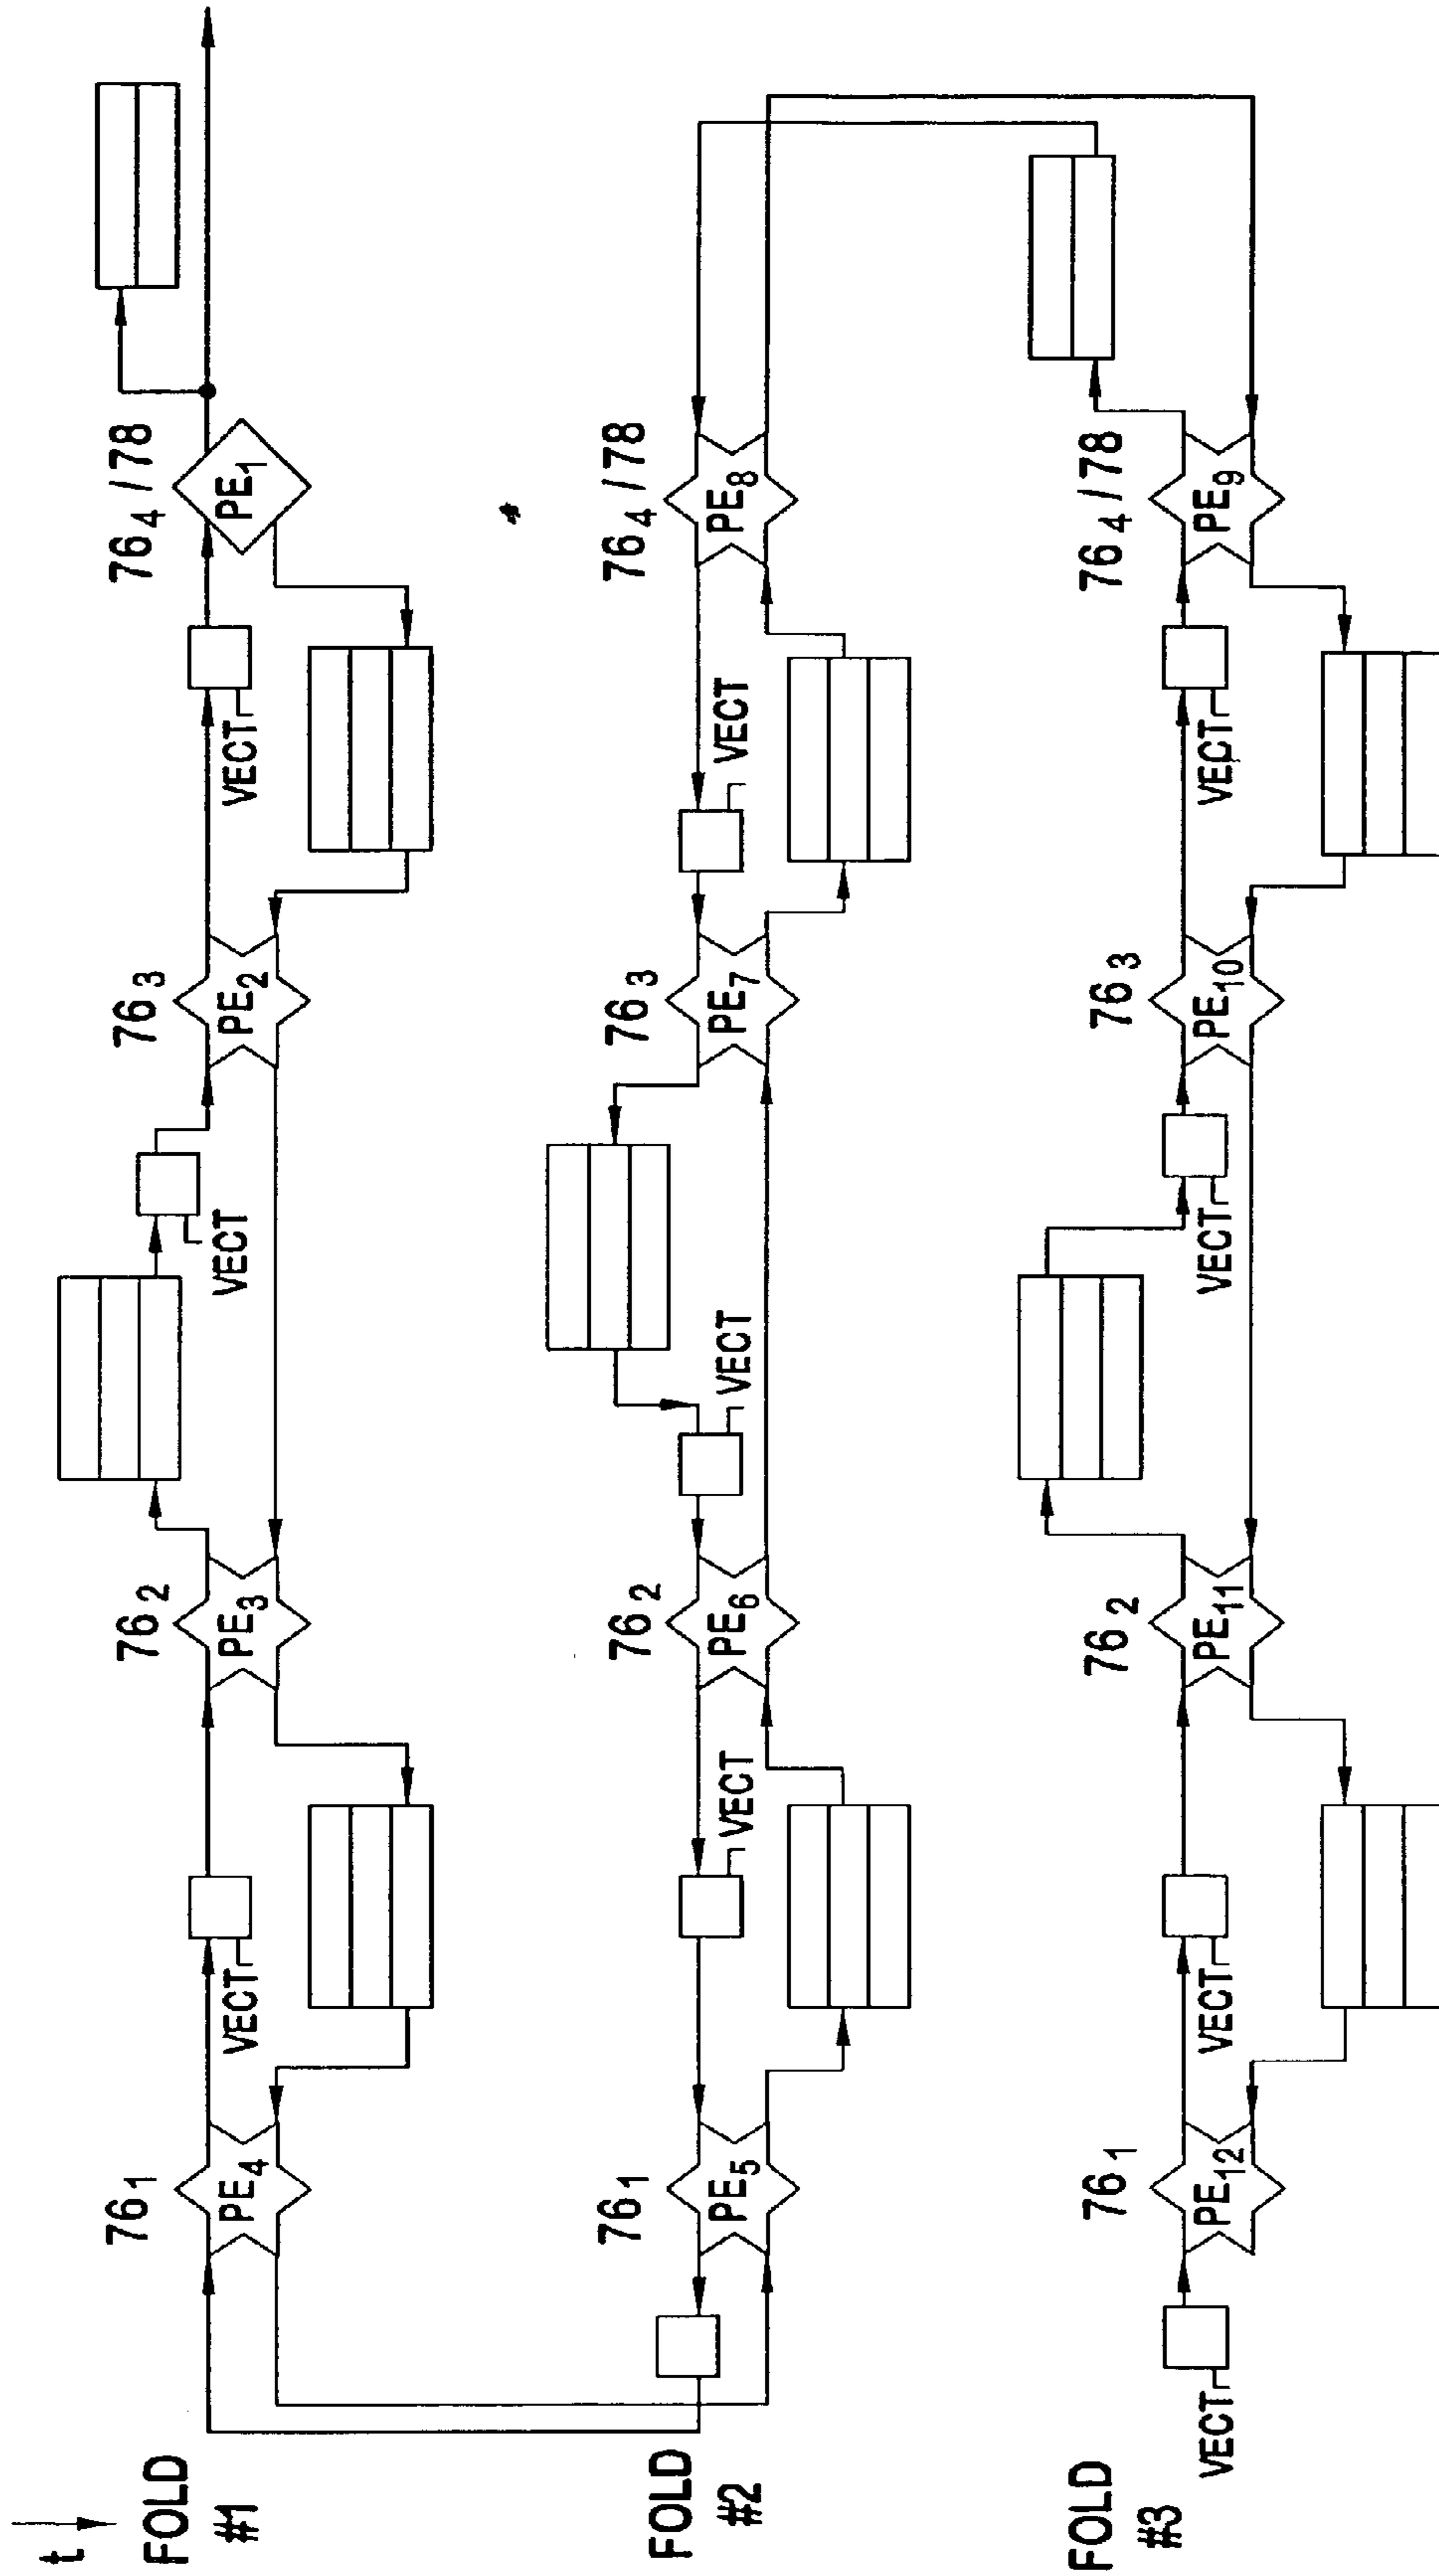 t
FOLD
#1
76₁
76₂
76₃
76₄/78
PE₄
VECT
PE₃
VECT
PE₂
VECT
PE₁
FOLD
#2
76₁
76₂
76₃
76₄/78
PE₅
VECT
PE₆
VECT
PE₇
VECT
PE₈
FOLD
#3
76₁
76₂
76₃
76₄/78
VECT
PE₁₂
VECT
PE₁₁
VECT
PE₁₀
VECT
PE₉